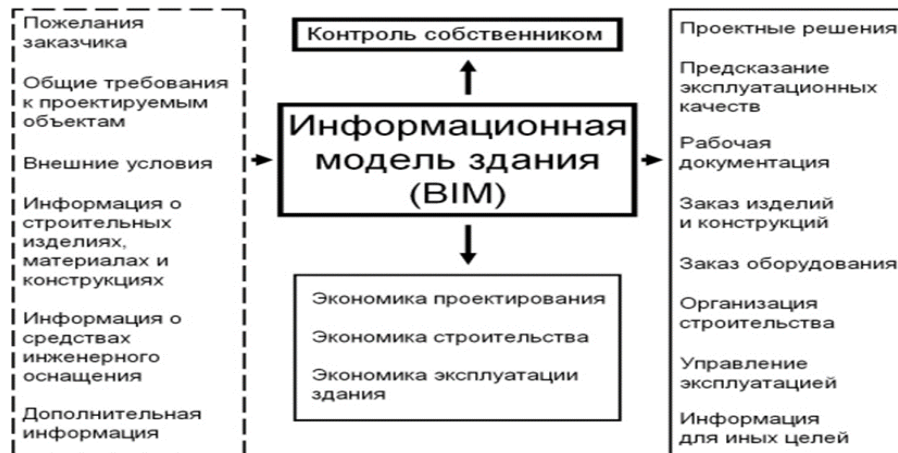 Пожелания
заказчика
Общие требования
к проектируемым
объектам
Внешние условия
Информация о
строительных
изделиях,
материалах и
конструкциях
Информация о
средствах
инженерного
оснащения
Дополнительная
информация
Контроль собственником
Информационная
модель здания
(BIM)
Экономика проектирования
Экономика строительства
Экономика эксплуатации
здания
Проектные решения
Предсказание
эксплуатационных
качеств
Рабочая
документация
Заказ изделий
и конструкций
Заказ оборудования
Организация
строительства
Управление
эксплуатацией
Информация
для иных целей